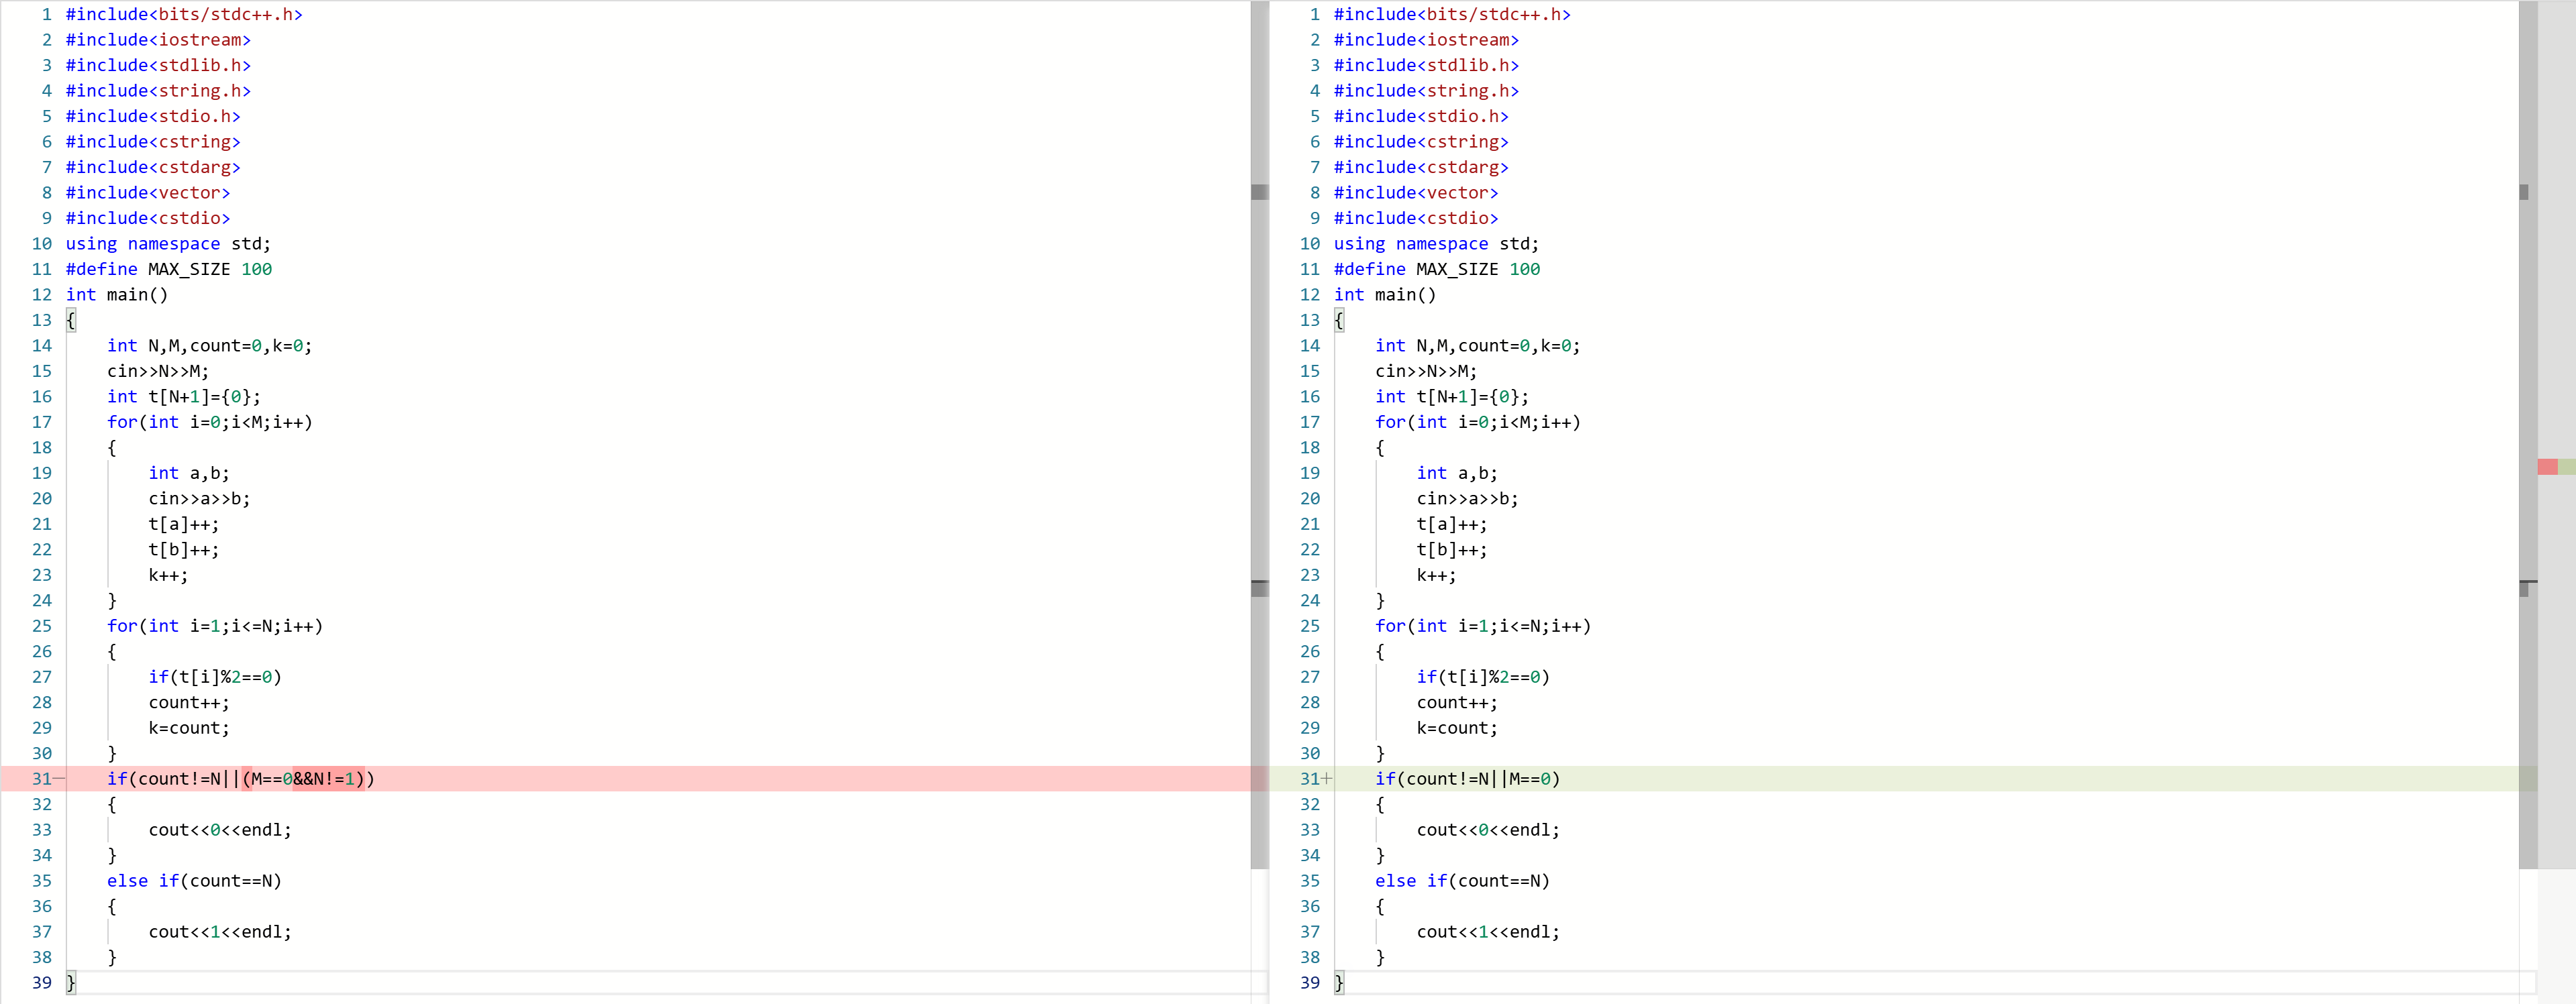 1 #include<bits/stdc++.h>
2 #include<iostream>
3 #include<stdlib.h>
4 #include<string.h>
5 #include<stdio.h>
6 #include<cstring>
7 #include<cstdarg>
8 #include<vector>
9 #include<cstdio>
10 using namespace std;
11 #define MAX_SIZE 100
12 int main()
13 {
14     int N,M,count=0,k=0;
15     cin>>N>>M;
16     int t[N+1]={0};
17     for(int i=0;i<M;i++)
18     {
19         int a,b;
20         cin>>a>>b;
21         t[a]++;
22         t[b]++;
23         k++;
24     }
25     for(int i=1;i<=N;i++)
26     {
27         if(t[i]%2==0)
28         count++;
29         k=count;
30     }
31−    if(count!=N||(M==0&&N!=1))
32     {
33         cout<<0<<endl;
34     }
35     else if(count==N)
36     {
37         cout<<1<<endl;
38     }
39 }
1 #include<bits/stdc++.h>
2 #include<iostream>
3 #include<stdlib.h>
4 #include<string.h>
5 #include<stdio.h>
6 #include<cstring>
7 #include<cstdarg>
8 #include<vector>
9 #include<cstdio>
10 using namespace std;
11 #define MAX_SIZE 100
12 int main()
13 {
14     int N,M,count=0,k=0;
15     cin>>N>>M;
16     int t[N+1]={0};
17     for(int i=0;i<M;i++)
18     {
19         int a,b;
20         cin>>a>>b;
21         t[a]++;
22         t[b]++;
23         k++;
24     }
25     for(int i=1;i<=N;i++)
26     {
27         if(t[i]%2==0)
28         count++;
29         k=count;
30     }
31+    if(count!=N||M==0)
32     {
33         cout<<0<<endl;
34     }
35     else if(count==N)
36     {
37         cout<<1<<endl;
38     }
39 }